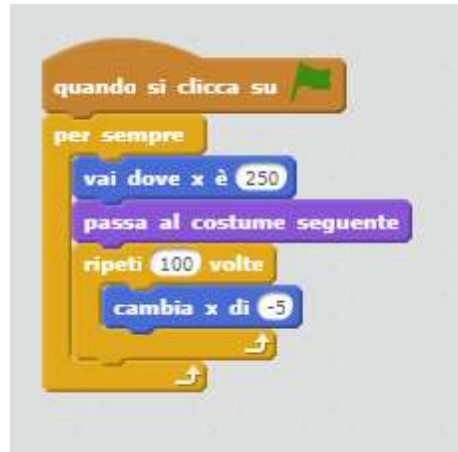 quando si clicca su
per sempre
vai dove x è 250
passa al costume seguente
ripeti 100 volte
cambia x di -5